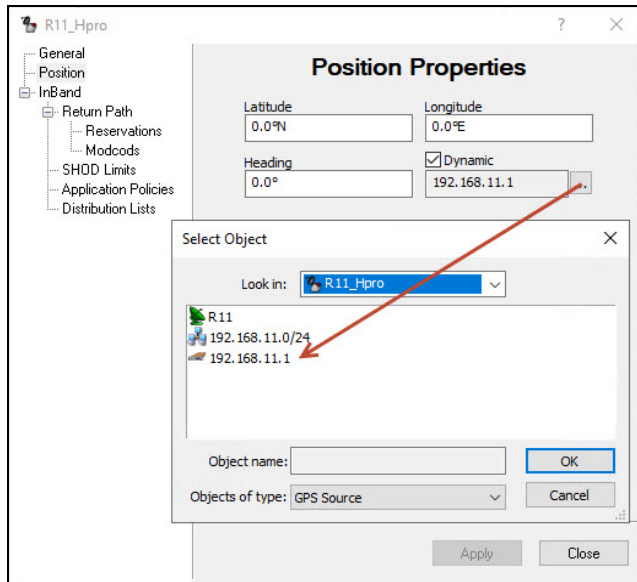 R11_Hpro
General
Position
InBand
Return Path
Reservations
Modcods
SHOD Limits
Application Policies
Distribution Lists
Position Properties
Latitude Longitude
0.0°N 0.0°E
Heading Dynamic
0.0° 192.168.11.1
Select Object
Look in: R11_Hpro
R11
192.168.11.0/24
192.168.11.1
Object name: OK
Objects of type: GPS Source Cancel
Apply Close